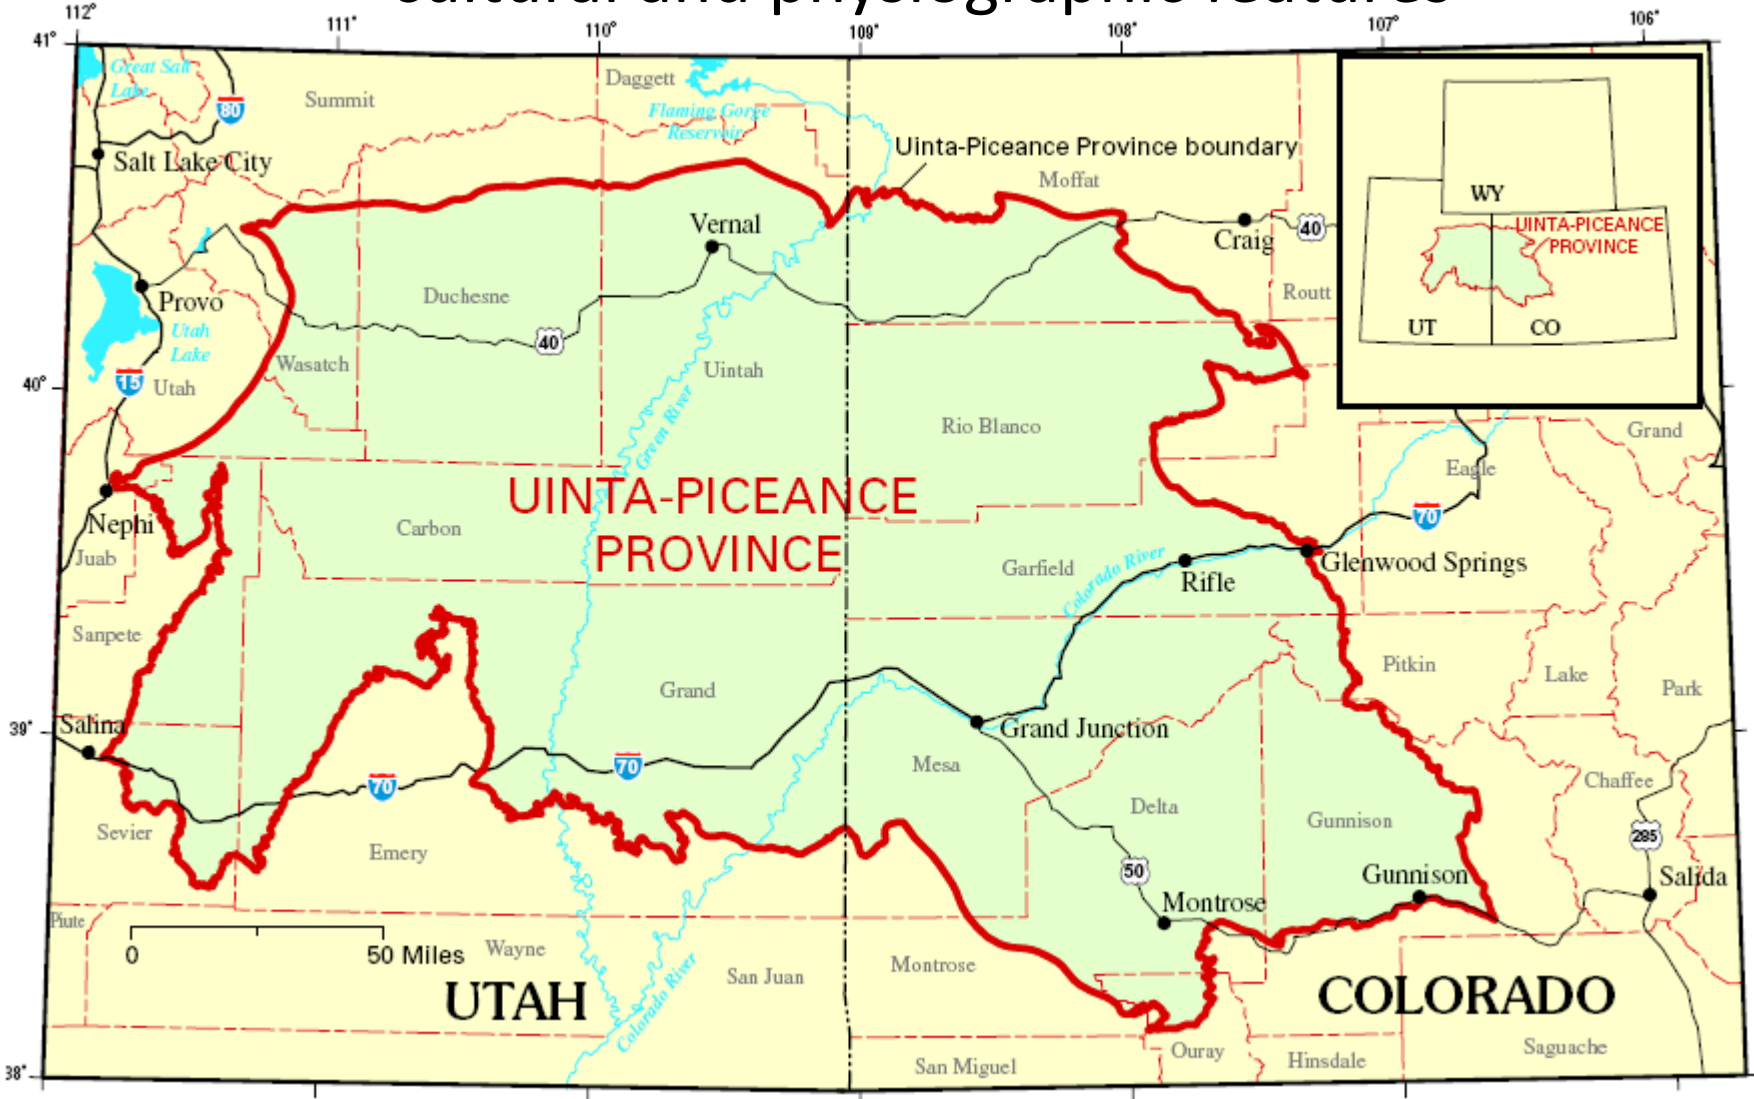 cultural and physiographic features
112°
111°
110°
109°
108°
107°
106°
41°
Great Salt
Lake
80
Summit
Daggett
Flaming Gorge
Reservoir
Salt Lake City
Uinta-Piceance Province boundary
Moffat
WY
UINTA-PICEANCE
PROVINCE
UT
CO
Vernal
Craig
40
Provo
Duchesne
Routt
Utah
Lake
40
Wasatch
Uintah
40°
15
Utah
Green River
Rio Blanco
Grand
Eagle
UINTA-PICEANCE
PROVINCE
Nephi
Carbon
70
Juab
Garfield
Colorado River
Rifle
Glenwood Springs
Sanpete
Pitkin
Lake
Park
Grand
39°
Salina
Grand Junction
70
70
Mesa
Chaffee
Sevier
Emery
Delta
Gunnison
285
50
Gunnison
Salida
Montrose
Piute
0
50 Miles
Wayne
San Juan
Montrose
UTAH
Colorado River
COLORADO
38°
San Miguel
Ouray
Hinsdale
Saguache